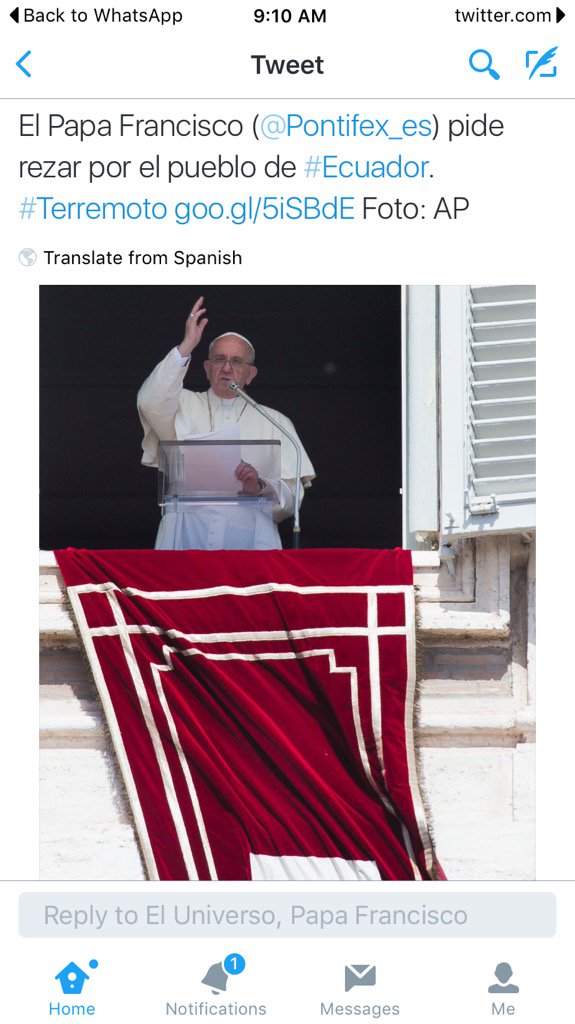 Back to WhatsApp 9:10 AM twitter.com
Tweet
El Papa Francisco (@Pontifex_es) pide
rezar por el pueblo de #Ecuador.
#Terremoto goo.gl/5iSBdE Foto: AP
Translate from Spanish
Reply to El Universo, Papa Francisco
1
Home Notifications Messages Me